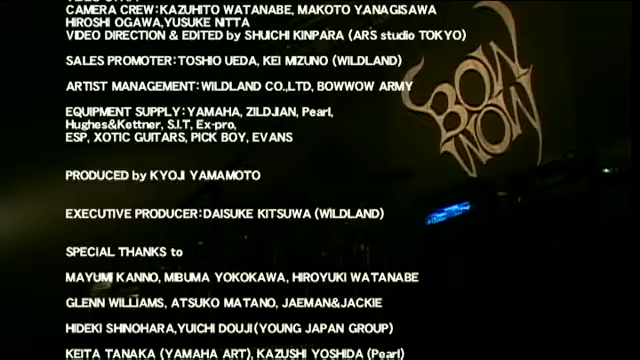 CAMERA CREW:KAZUHITO WATANABE, MAKOTO YANAGISAWA
HIROSHI OGAWA,YUSUKE NITTA
VIDEO DIRECTION & EDITED by SHUICHI KINPARA (ARS studio TOKYO)
SALES PROMOTER:TOSHIO UEDA, KEI MIZUNO (WILDLAND)
ARTIST MANAGEMENT:WILDLAND CO.,LTD, BOWWOW ARMY
BOW
WOW
EQUIPMENT SUPPLY:YAMAHA, ZILDJIAN, Pearl,
Hughes&Kettner, S.I.T, Ex-pro,
ESP, XOTIC GUITARS, PICK BOY, EVANS
PRODUCED by KYOJI YAMAMOTO
EXECUTIVE PRODUCER:DAISUKE KITSUWA (WILDLAND)
SPECIAL THANKS to
MAYUMI KANNO, MIBUMA YOKOKAWA, HIROYUKI WATANABE
GLENN WILLIAMS, ATSUKO MATANO, JAEMAN&JACKIE
HIDEKI SHINOHARA,YUICHI DOUJI(YOUNG JAPAN GROUP)
KEITA TANAKA (YAMAHA ART), KAZUSHI YOSHIDA (Pearl)